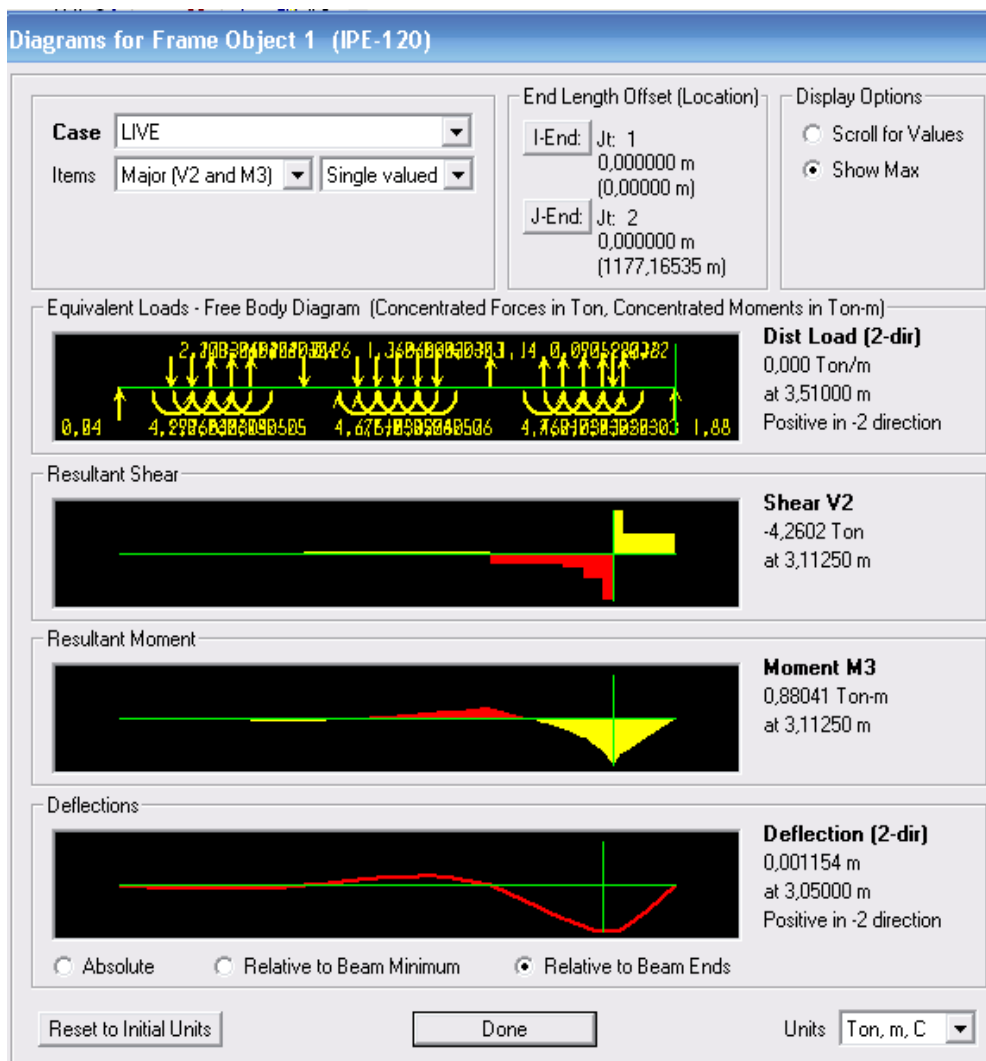 Diagrams for Frame Object 1 (IPE-120)
Case LIVE
Items Major (V2 and M3) Single valued
End Length Offset (Location)
I-End: Jt: 1
0,000000 m
(0,00000 m)
J-End: Jt: 2
0,000000 m
(1177,16535 m)
Display Options
Scroll for Values
Show Max
Equivalent Loads - Free Body Diagram (Concentrated Forces in Ton, Concentrated Moments in Ton-m)
0,04
1,88
Dist Load (2-dir)
0,000 Ton/m
at 3,51000 m
Positive in -2 direction
Resultant Shear
Shear V2
-4,2602 Ton
at 3,11250 m
Resultant Moment
Moment M3
0,88041 Ton-m
at 3,11250 m
Deflections
Deflection (2-dir)
0,001154 m
at 3,05000 m
Positive in -2 direction
Absolute Relative to Beam Minimum Relative to Beam Ends
Reset to Initial Units Done Units Ton, m, C